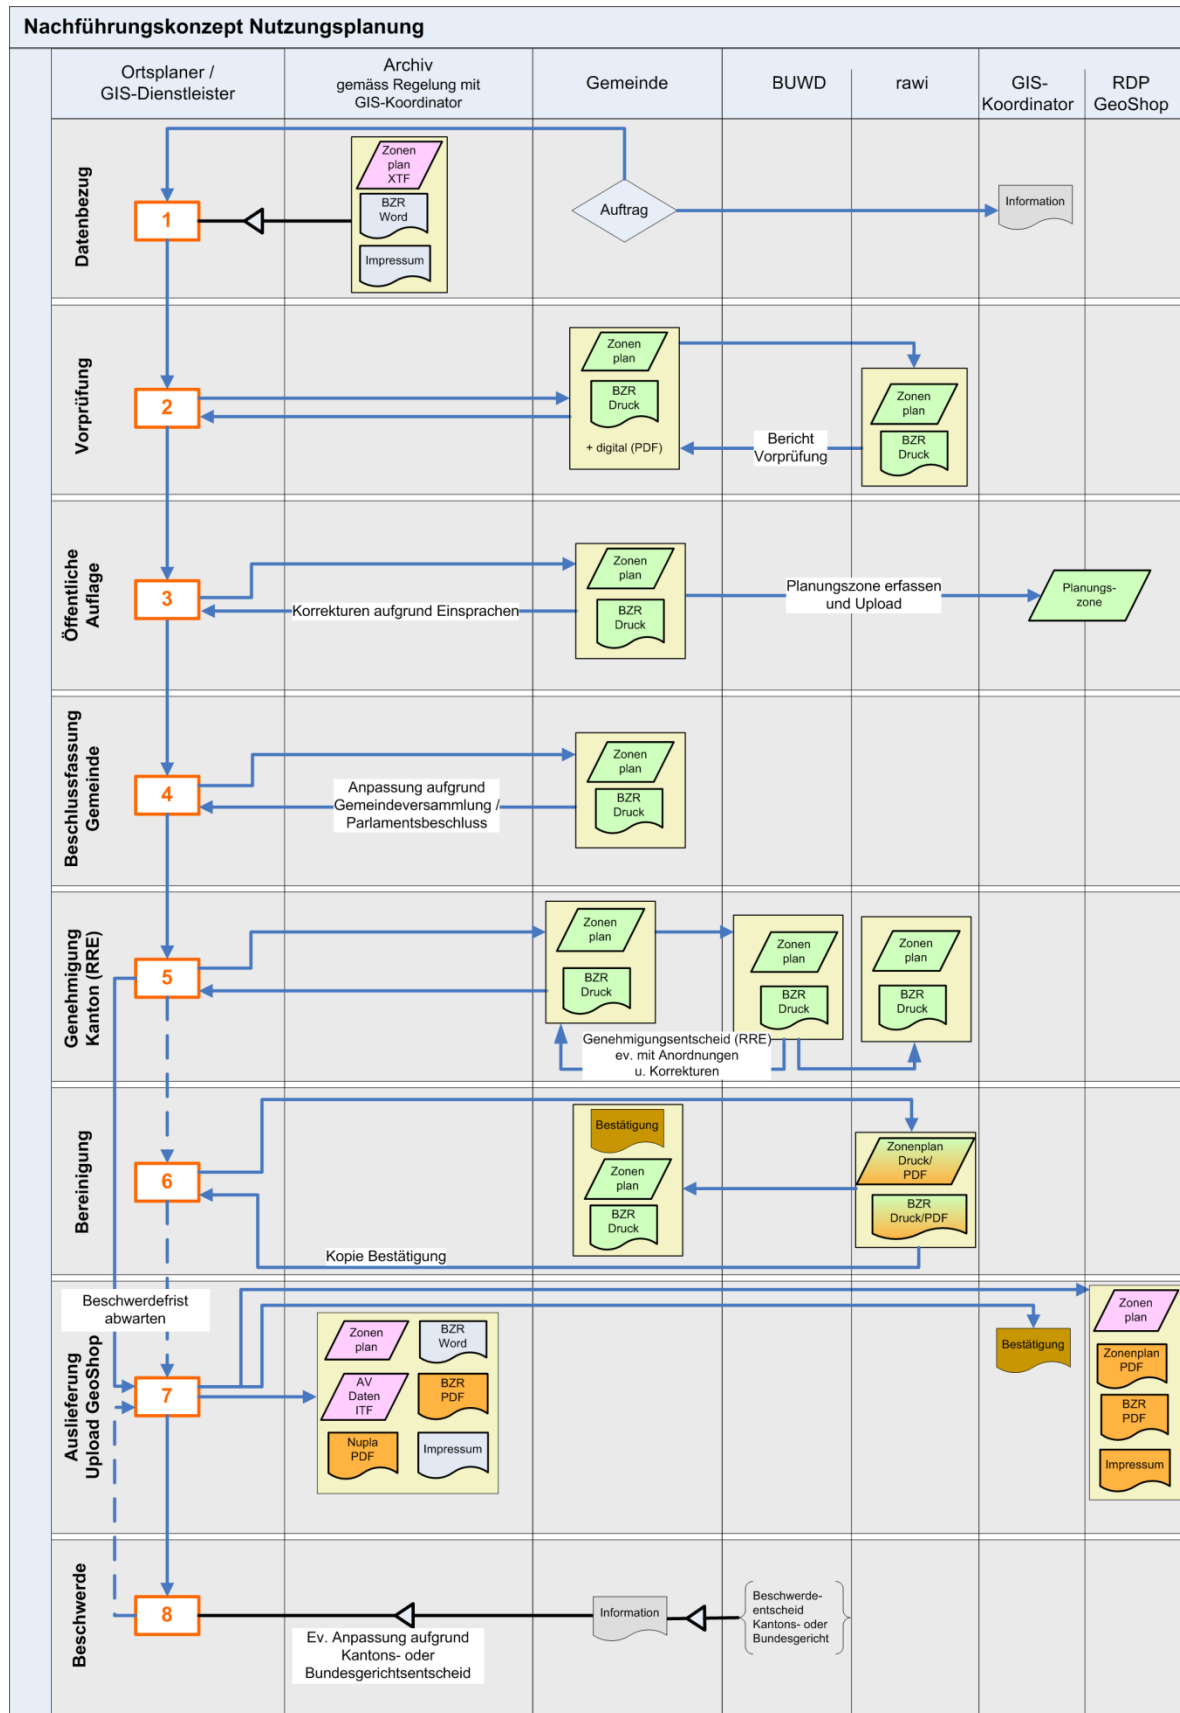 Nachführungskonzept Nutzungsplanung
Ortsplaner /
GIS-Dienstleister
Archiv
gemäss Regelung mit
GIS-Koordinator
Gemeinde
BUWD
rawi
GIS-
Koordinator
RDP
GeoShop
Datenbezug
1
Zonen
plan
XTF
BZR
Word
Impressum
Auftrag
Information
Vorprüfung
2
Zonen
plan
BZR
Druck
+ digital (PDF)
Bericht
Vorprüfung
Zonen
plan
BZR
Druck
Öffentliche
Auflage
3
Korrekturen aufgrund Einsprachen
Zonen
plan
BZR
Druck
Planungszone erfassen
und Upload
Planungs-
zone
Beschlussfassung
Gemeinde
4
Anpassung aufgrund
Gemeindeversammlung /
Parlamentsbeschluss
Zonen
plan
BZR
Druck
Genehmigung
Kanton (RRE)
5
Zonen
plan
BZR
Druck
Zonen
plan
BZR
Druck
Zonen
plan
BZR
Druck
Genehmigungsentscheid (RRE)
ev. mit Anordnungen
u. Korrekturen
Bereinigung
6
Kopie Bestätigung
Bestätigung
Zonen
plan
BZR
Druck
Zonenplan
Druck/
PDF
BZR
Druck/PDF
Auslieferung
Upload GeoShop
Beschwerdefrist
abwarten
7
Zonen
plan
BZR
Word
AV
Daten
ITF
BZR
PDF
Nupla
PDF
Impressum
Bestätigung
Zonen
plan
Zonenplan
PDF
BZR
PDF
Impressum
Beschwerde
8
Ev. Anpassung aufgrund
Kantons- oder
Bundesgerichtsentscheid
Information
Beschwerde-
entscheid
Kantons- oder
Bundesgericht